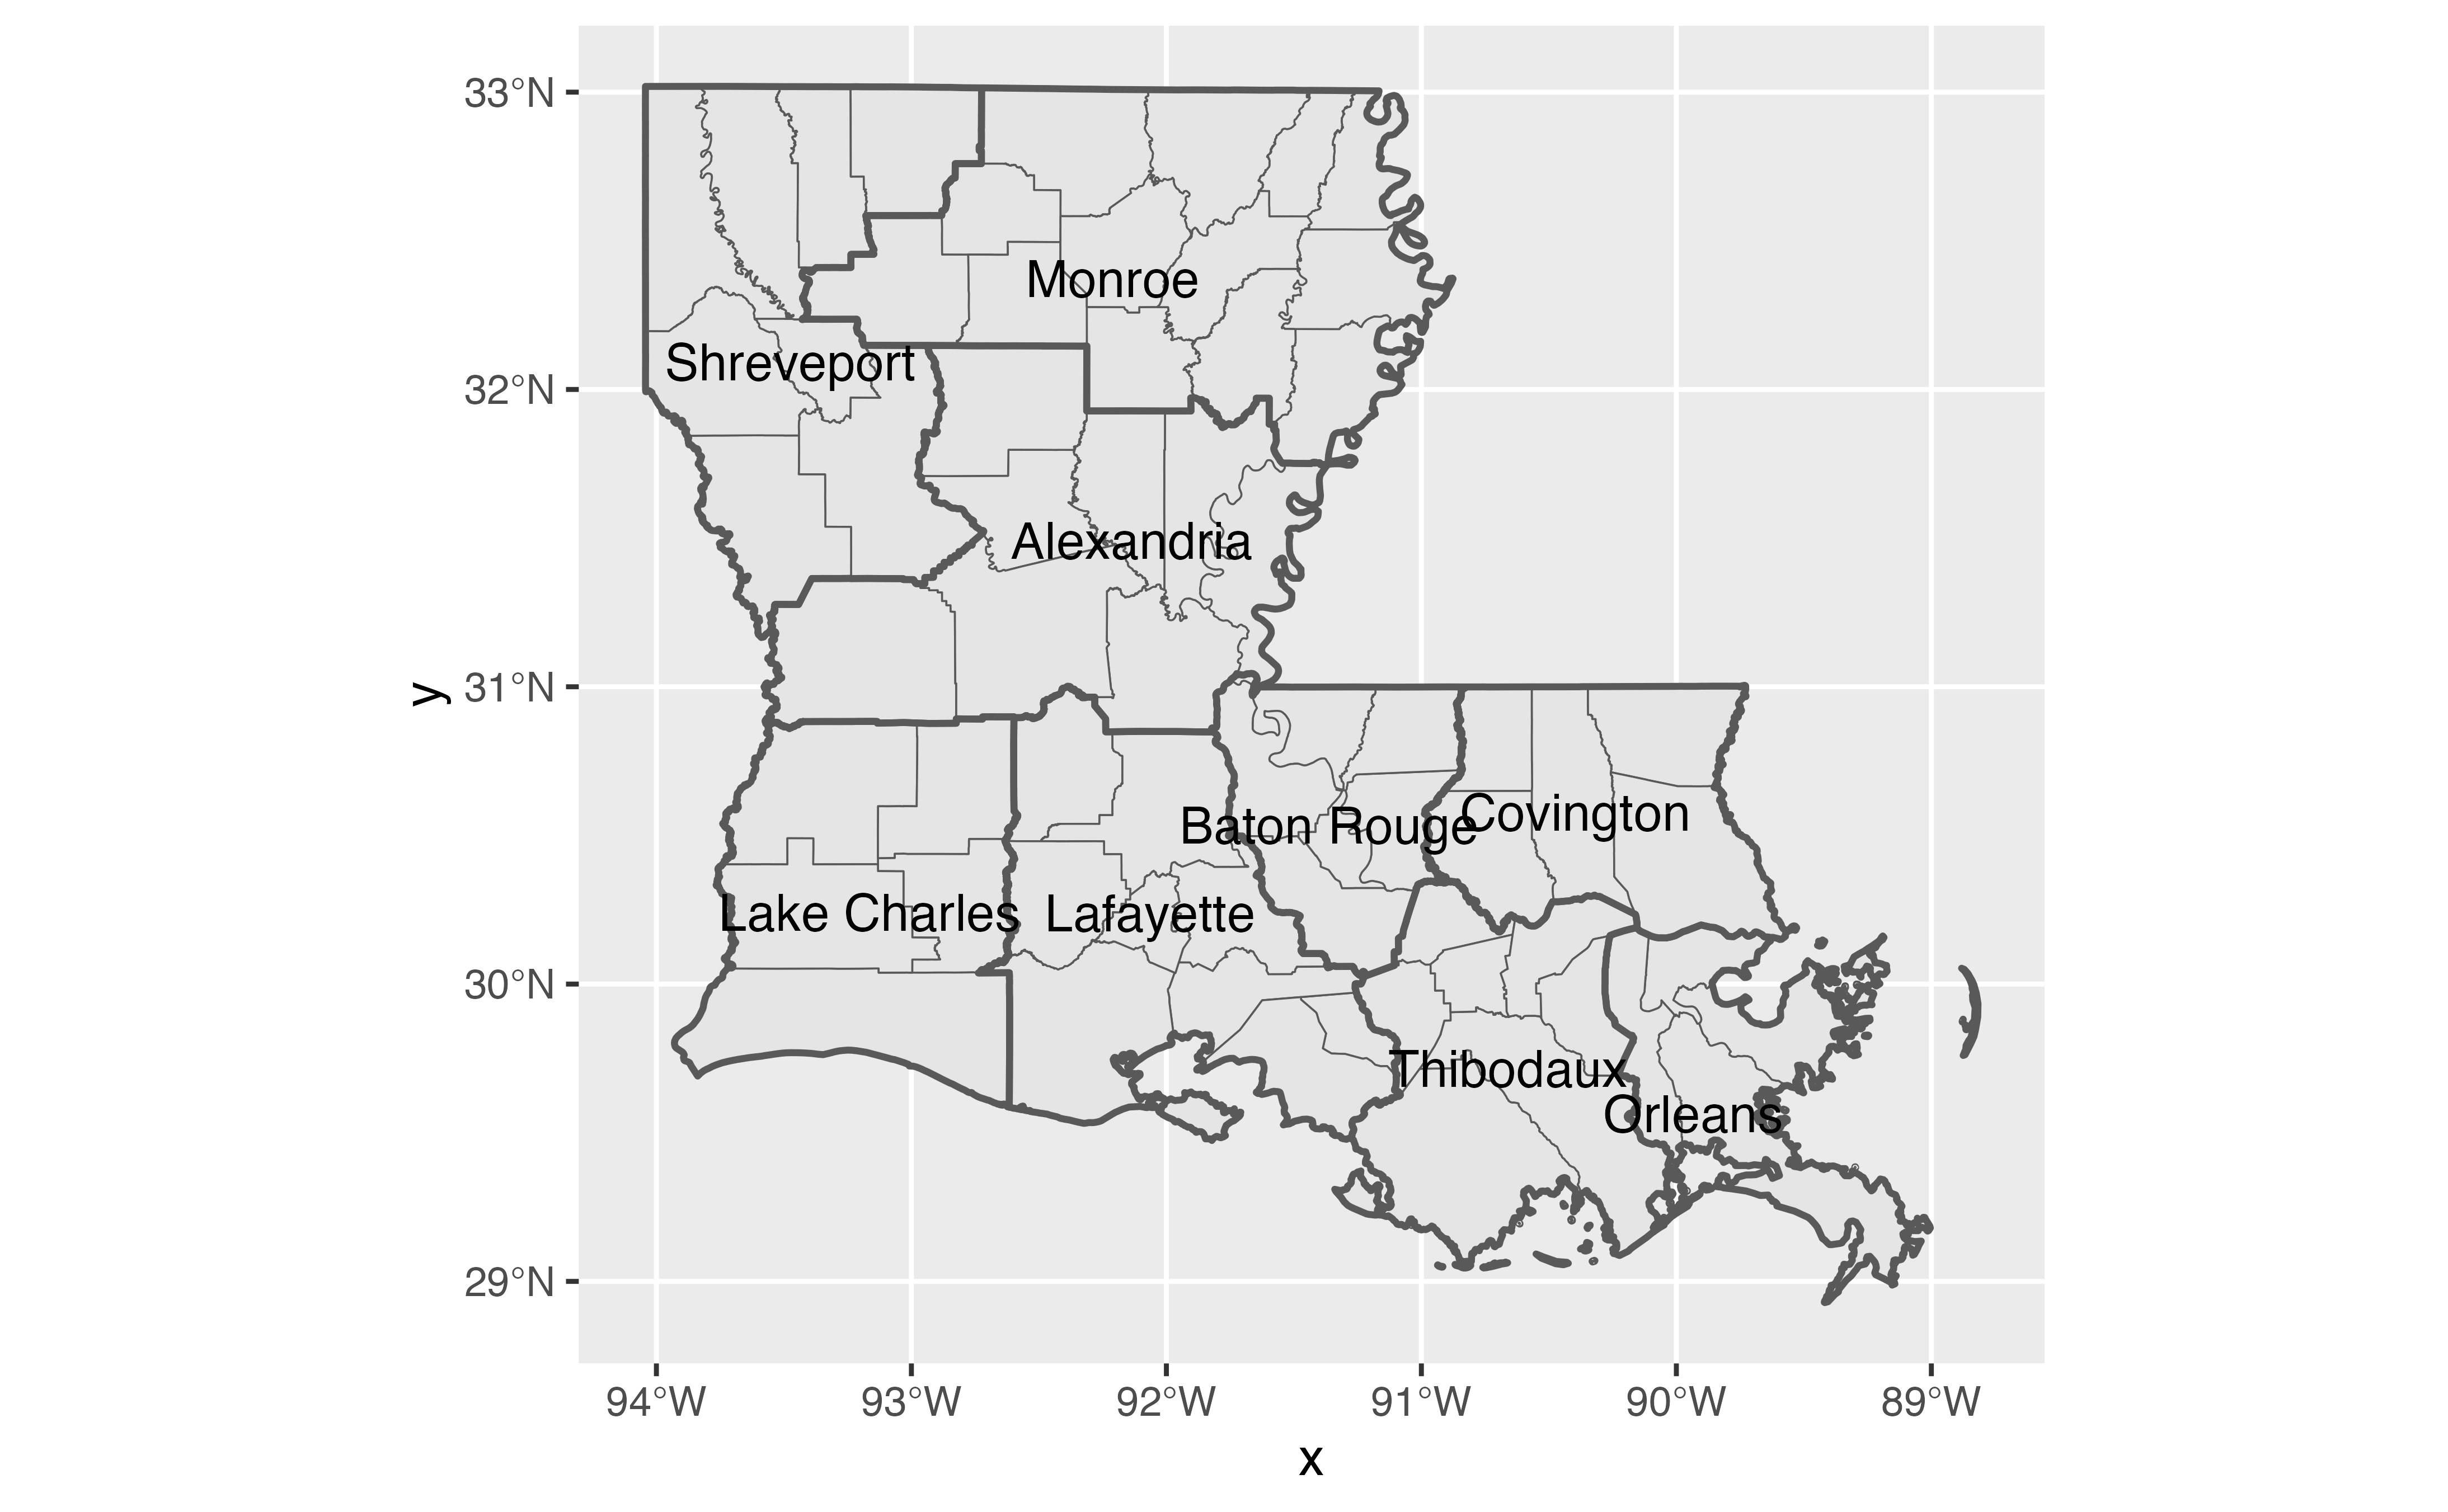 33°N
Monroe
Shreveport
32°N
Alexandria
31°N
Baton Rouge
Covington
Lake Charles
Lafayette
30°N
Thibodaux
Orleans
29°N
94°W
93°W
92°W
91°W
90°W
89°W
x
y